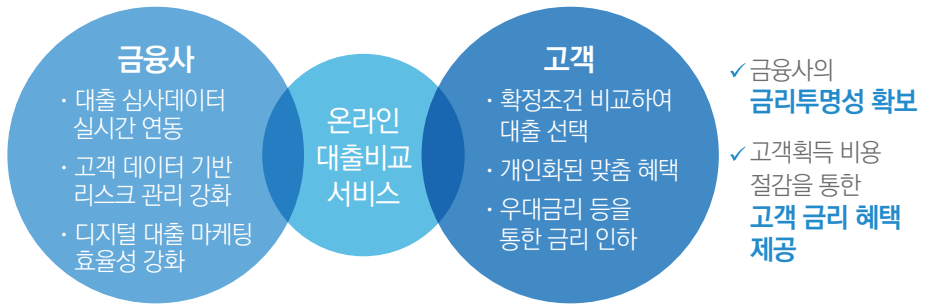 금융사
· 대출 심사데이터
실시간 연동
· 고객 데이터 기반
리스크 관리 강화
· 디지털 대출 마케팅
효율성 강화
온라인
대출비교
서비스
고객
· 확정조건 비교하여
대출 선택
· 개인화된 맞춤 혜택
· 우대금리 등을
통한 금리 인하
✓ 금융사의
금리투명성 확보
✓ 고객획득 비용
절감을 통한
고객 금리 혜택
제공